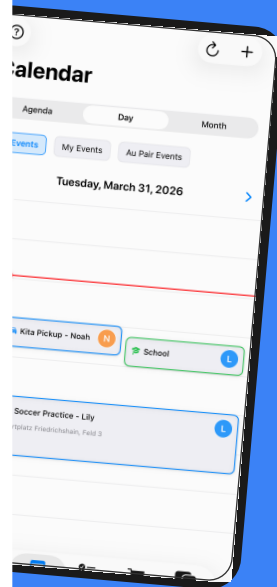 ?
Calendar
Agenda Day Month
Events My Events Au Pair Events
Tuesday, March 31, 2026
Kita Pickup - Noah N
School L
Soccer Practice - Lily L
rtplatz Friedrichshain, Feld 3